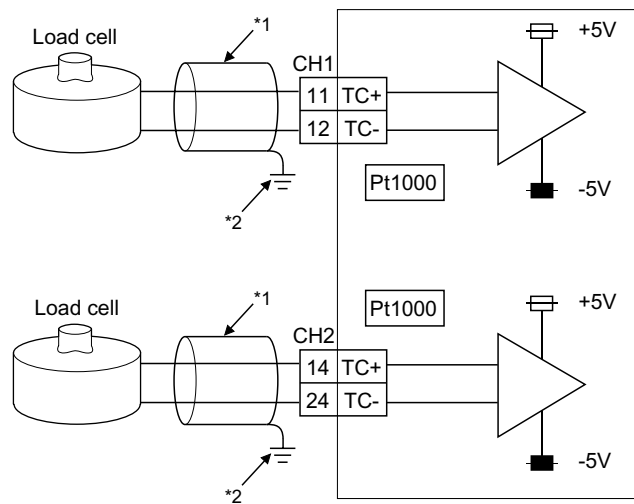 Load cell
*1
CH1
11 TC+
12 TC-
+5V
Pt1000
-5V
*2
Load cell
*1
CH2
14 TC+
24 TC-
Pt1000
+5V
-5V
*2